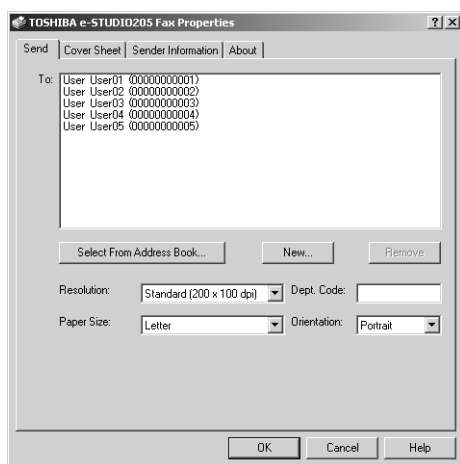 TOSHIBA e-STUDIO205 Fax Properties
Send Cover Sheet Sender Information About
To: User User01 (00000000001)
User User02 (00000000002)
User User03 (00000000003)
User User04 (00000000004)
User User05 (00000000005)
Select From Address Book... New... Remove
Resolution: Standard (200 x 100 dpi) Dept. Code:
Paper Size: Letter Orientation: Portrait
OK Cancel Help